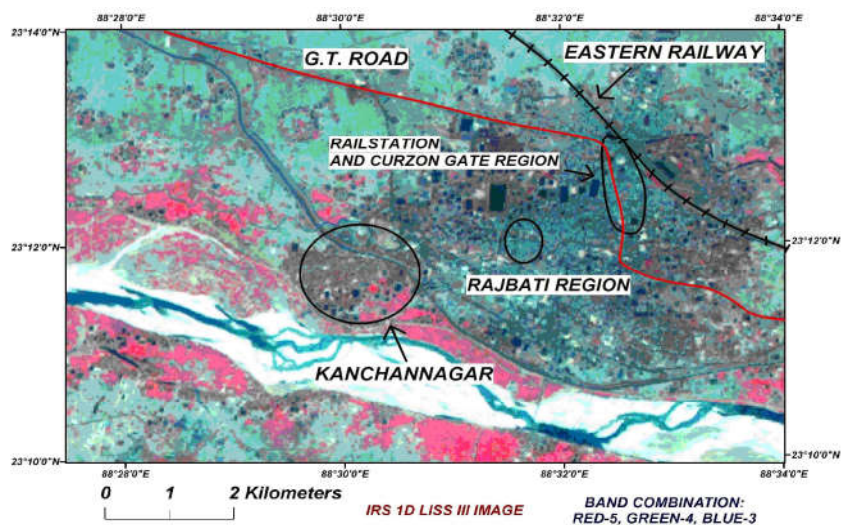 88°28'0"E 88°30'0"E 88°32'0"E 88°34'0"E
23°14'0"N 23°14'0"N
G.T. ROAD
EASTERN RAILWAY
RAILSTATION
AND CURZON GATE REGION
23°12'0"N 23°12'0"N
RAJBATI REGION
KANCHANNAGAR
23°10'0"N 23°10'0"N
88°28'0"E 88°30'0"E 88°32'0"E 88°34'0"E
0 1 2 Kilometers
IRS 1D LISS III IMAGE
BAND COMBINATION:
RED-5, GREEN-4, BLUE-3